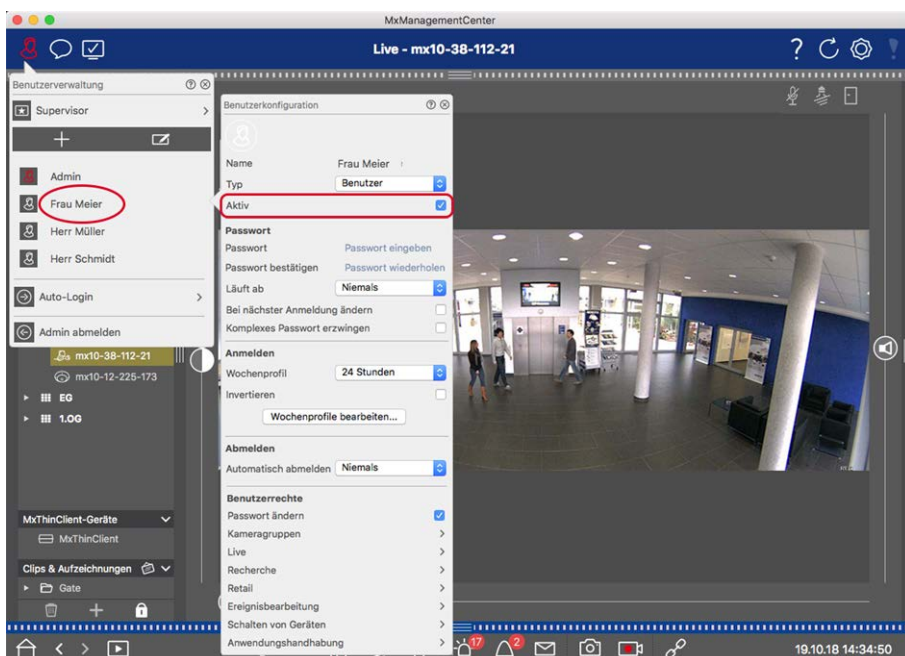 MxManagementCenter
Live - mx10-38-112-21
?
Benutzerverwaltung
Supervisor
Admin
Frau Meier
Herr Müller
Herr Schmidt
Auto-Login
Admin abmelden
mx10-38-112-21
mx10-12-225-173
EG
1.OG
MxThinClient-Geräte
MxThinClient
Clips & Aufzeichnungen
Gate
Benutzerkonfiguration
Name Frau Meier
Typ Benutzer
Aktiv
Passwort
Passwort Passwort eingeben
Passwort bestätigen Passwort wiederholen
Läuft ab Niemals
Bei nächster Anmeldung ändern
Komplexes Passwort erzwingen
Anmelden
Wochenprofil 24 Stunden
Invertieren
Wochenprofile bearbeiten...
Abmelden
Automatisch abmelden Niemals
Benutzerrechte
Passwort ändern
Kameragruppen
Live
Recherche
Retail
Ereignisbearbeitung
Schalten von Geräten
Anwendungshandhabung
17
2
19.10.18 14:34:50